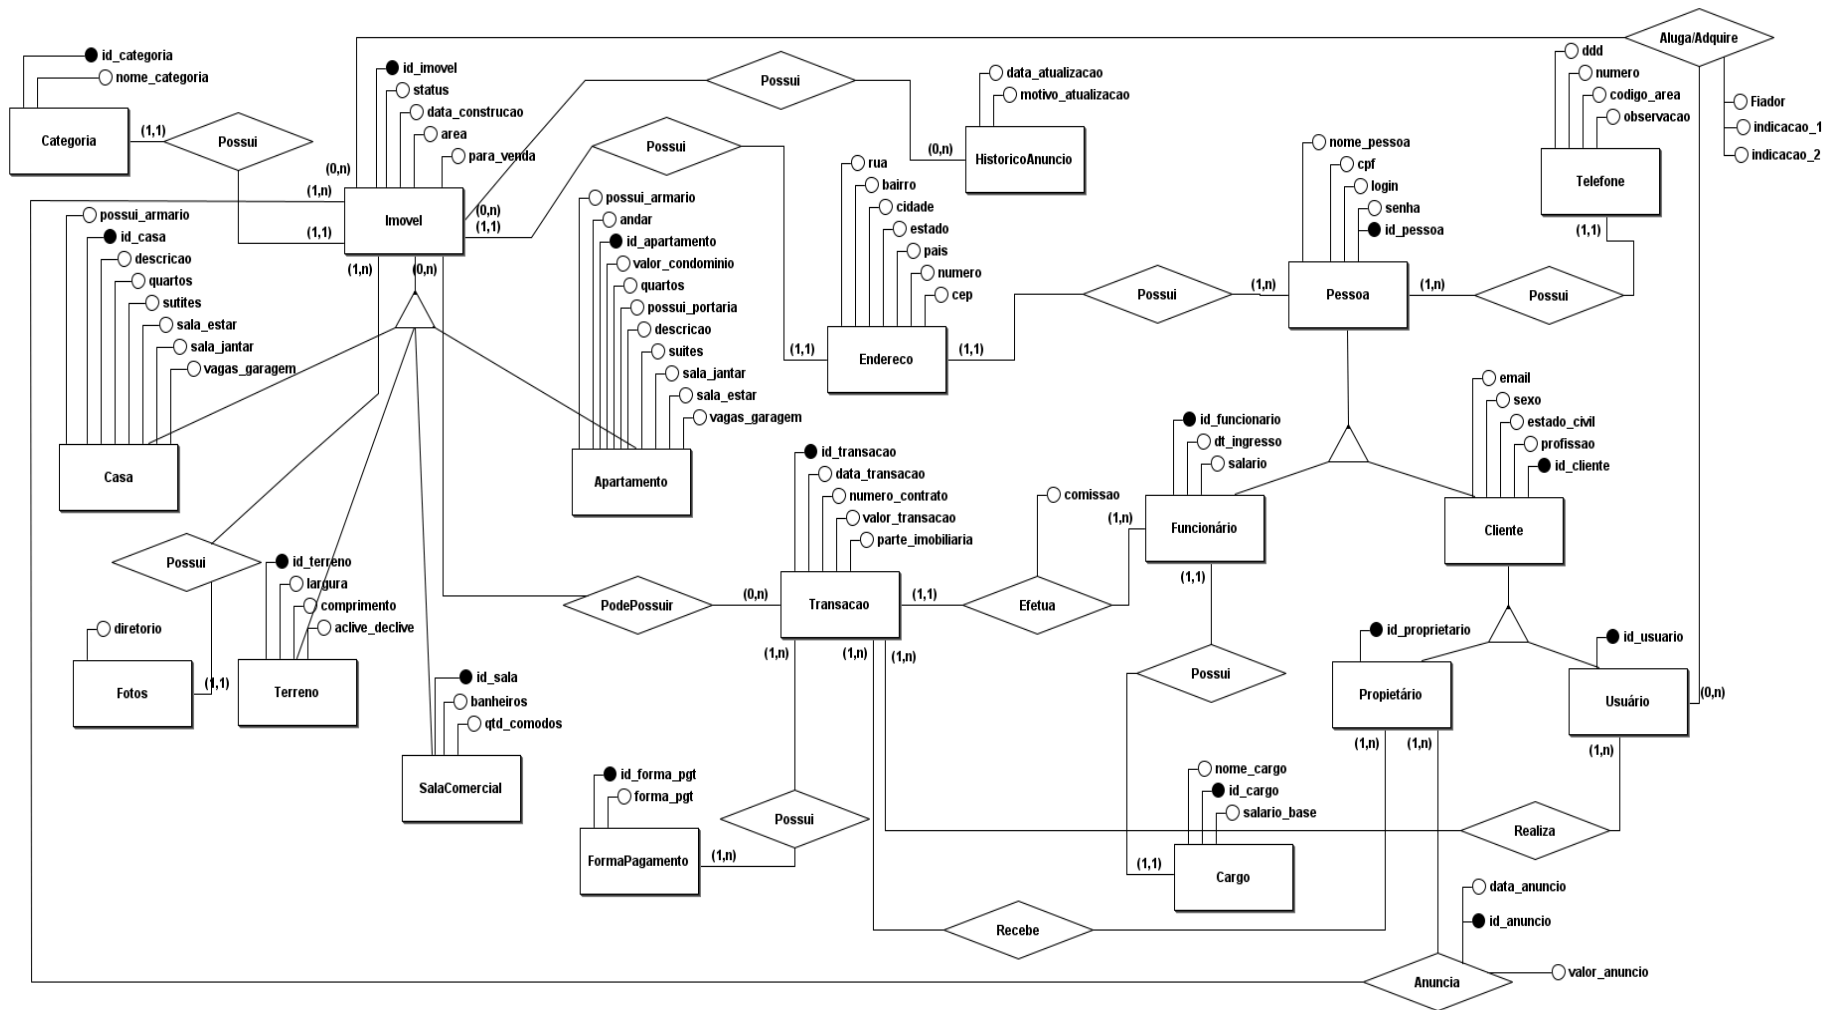 Aluga/Adquire
Fiador
indicacao_1
indicacao_2
id_categoria
nome_categoria
Categoria
(1,1)
Possui
(1,1)
id_imovel
status
data_construcao
area
para_venda
(0,n)
(1,n)
Imovel
(0,n)
(1,1)
(1,n)
(0,n)
Possui
Possui
data_atualizacao
motivo_atualizacao
(0,n)
HistoricoAnuncio
ddd
numero
codigo_area
observacao
Telefone
(1,1)
nome_pessoa
cpf
login
senha
id_pessoa
(1,n)
Pessoa
(1,n)
Possui
Possui
rua
bairro
cidade
estado
pais
numero
cep
(1,1)
Endereco
(1,1)
possui_armario
id_casa
descricao
quartos
sutites
sala_estar
sala_jantar
vagas_garagem
Casa
possui_armario
andar
id_apartamento
valor_condominio
quartos
possui_portaria
descricao
suites
sala_jantar
sala_estar
vagas_garagem
Apartamento
Possui
diretorio
Fotos
(1,1)
id_terreno
largura
comprimento
aclive_declive
Terreno
id_sala
banheiros
qtd_comodos
SalaComercial
PodePossuir
(0,n)
id_transacao
data_transacao
numero_contrato
valor_transacao
parte_imobiliaria
Transacao
(1,1)
(1,n)
(1,n)
(1,n)
comissao
Efetua
(1,n)
id_funcionario
dt_ingresso
salario
Funcionário
(1,1)
email
sexo
estado_civil
profissao
id_cliente
Cliente
id_proprietario
Propietário
(1,n)
(1,n)
id_usuario
Usuário
(0,n)
(1,n)
Possui
nome_cargo
id_cargo
salario_base
(1,1)
Cargo
id_forma_pgt
forma_pgt
FormaPagamento
(1,n)
Possui
Realiza
Recebe
data_anuncio
id_anuncio
valor_anuncio
Anuncia